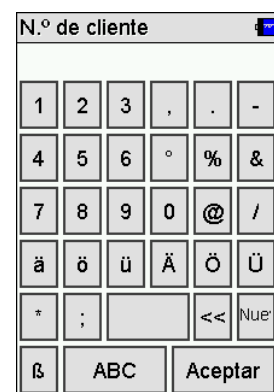 N.º de cliente
1 2 3 , . -
4 5 6 ° % &
7 8 9 0 @ /
ä ö ü Ä Ö Ü
* ; << Nue
ß ABC Aceptar